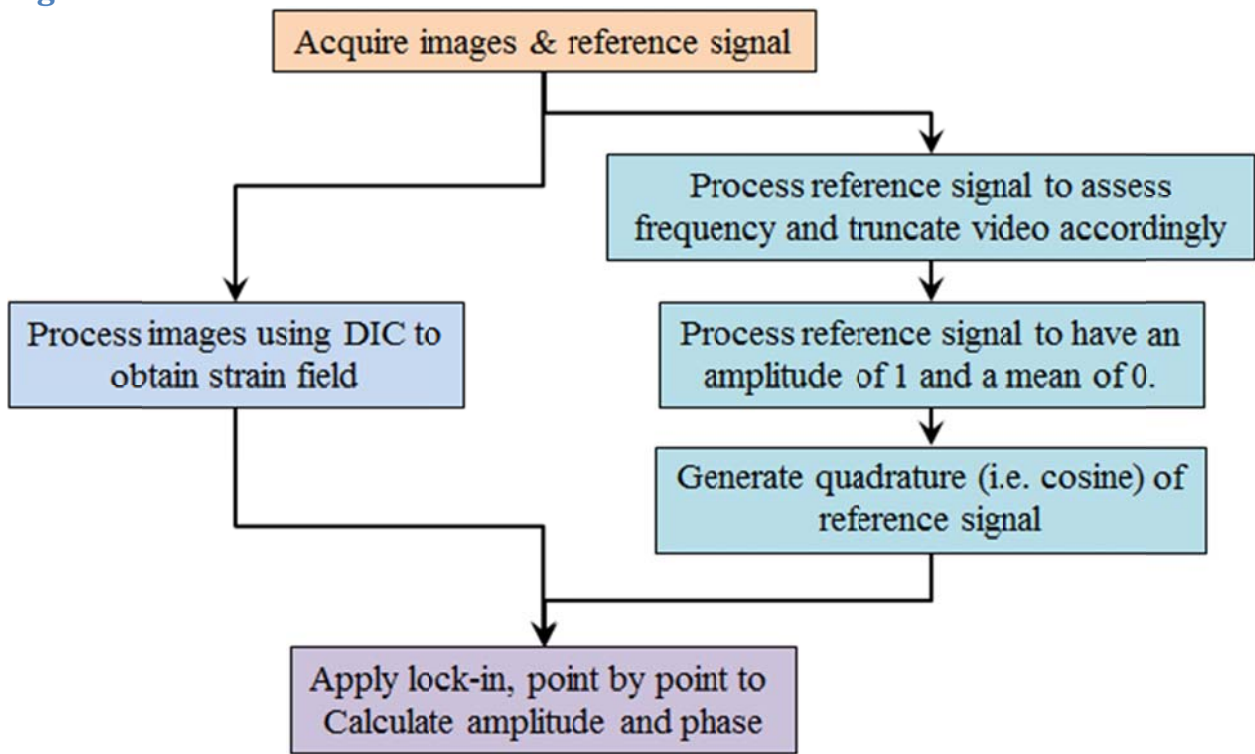 Acquire images & reference signal
Process reference signal to assess
frequency and truncate video accordingly
Process images using DIC to
obtain strain field
Process reference signal to have an
amplitude of 1 and a mean of 0.
Generate quadrature (i.e. cosine) of
reference signal
Apply lock-in, point by point to
Calculate amplitude and phase